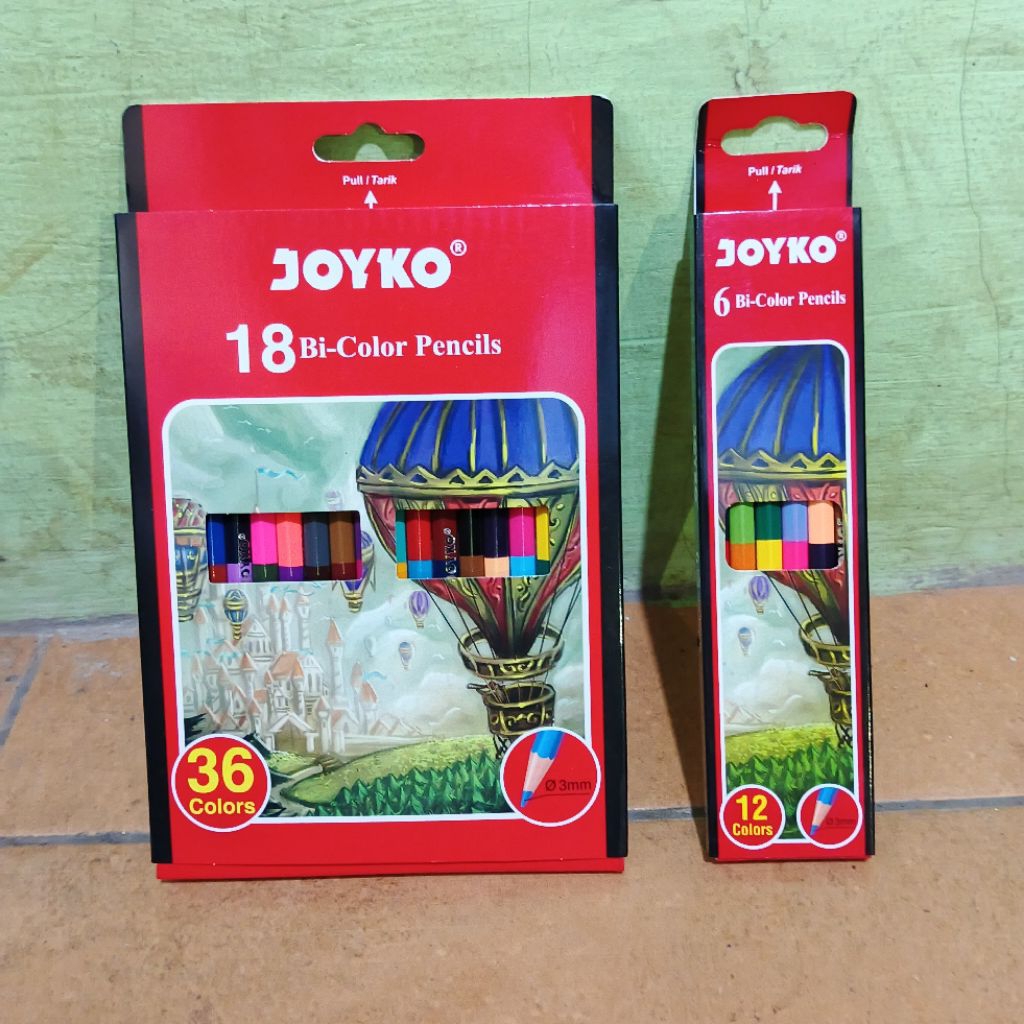 Pull / Tarik
JOYKO®
18 Bi-Color Pencils
36
Colors
Ø 3mm
Pull / Tarik
JOYKO®
6 Bi-Color Pencils
12
Colors
Ø 3mm